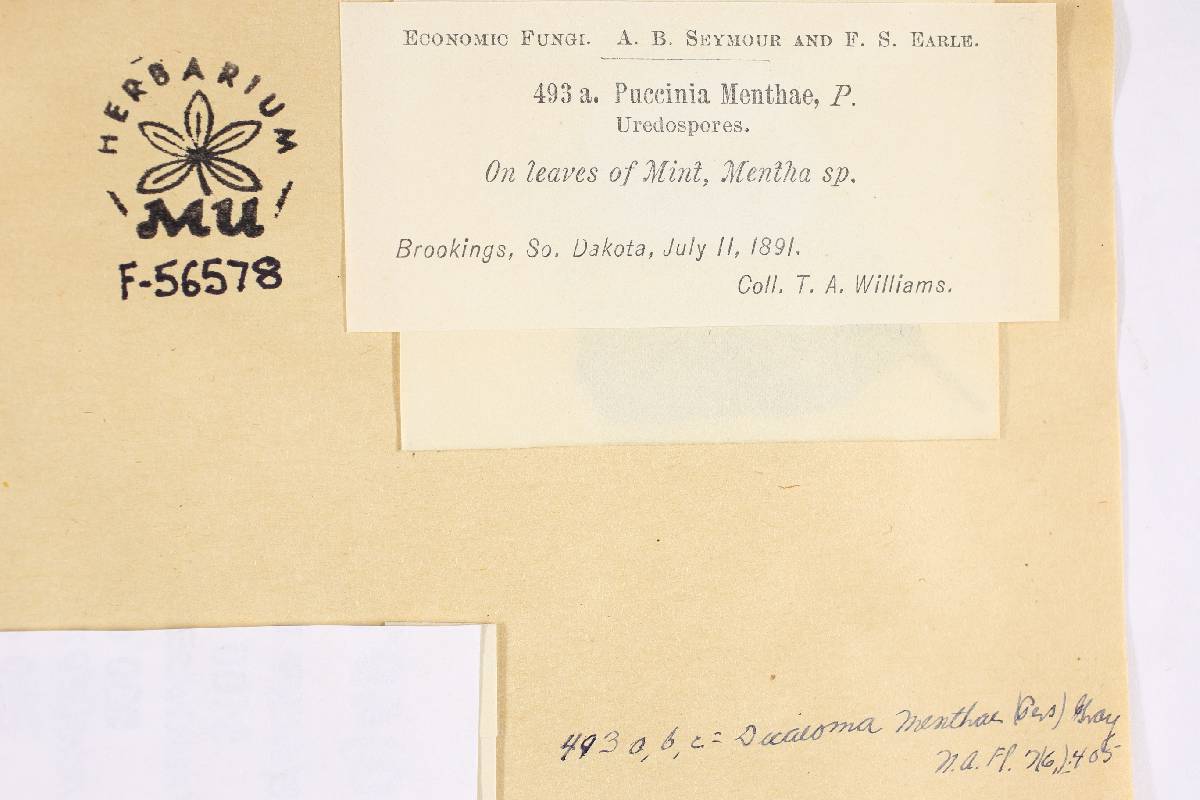 HERBARIUM
MU
F-56578
ECONOMIC FUNGI. A. B. SEYMOUR AND F. S. EARLE.
493 a. Puccinia Menthae, P.
Uredospores.
On leaves of Mint, Mentha sp.
Brookings, So. Dakota, July 11, 1891.
Coll. T. A. Williams.
493 a, b, c = Dicaeoma Menthae (Pers) Gray
N. A. Fl. 7(6) : 405